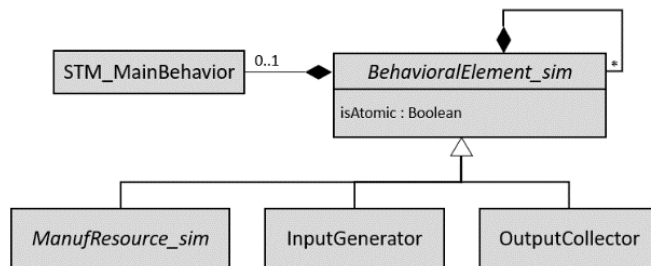 STM_MainBehavior
0..1
BehavioralElement_sim
*
isAtomic : Boolean
ManufResource_sim
InputGenerator
OutputCollector